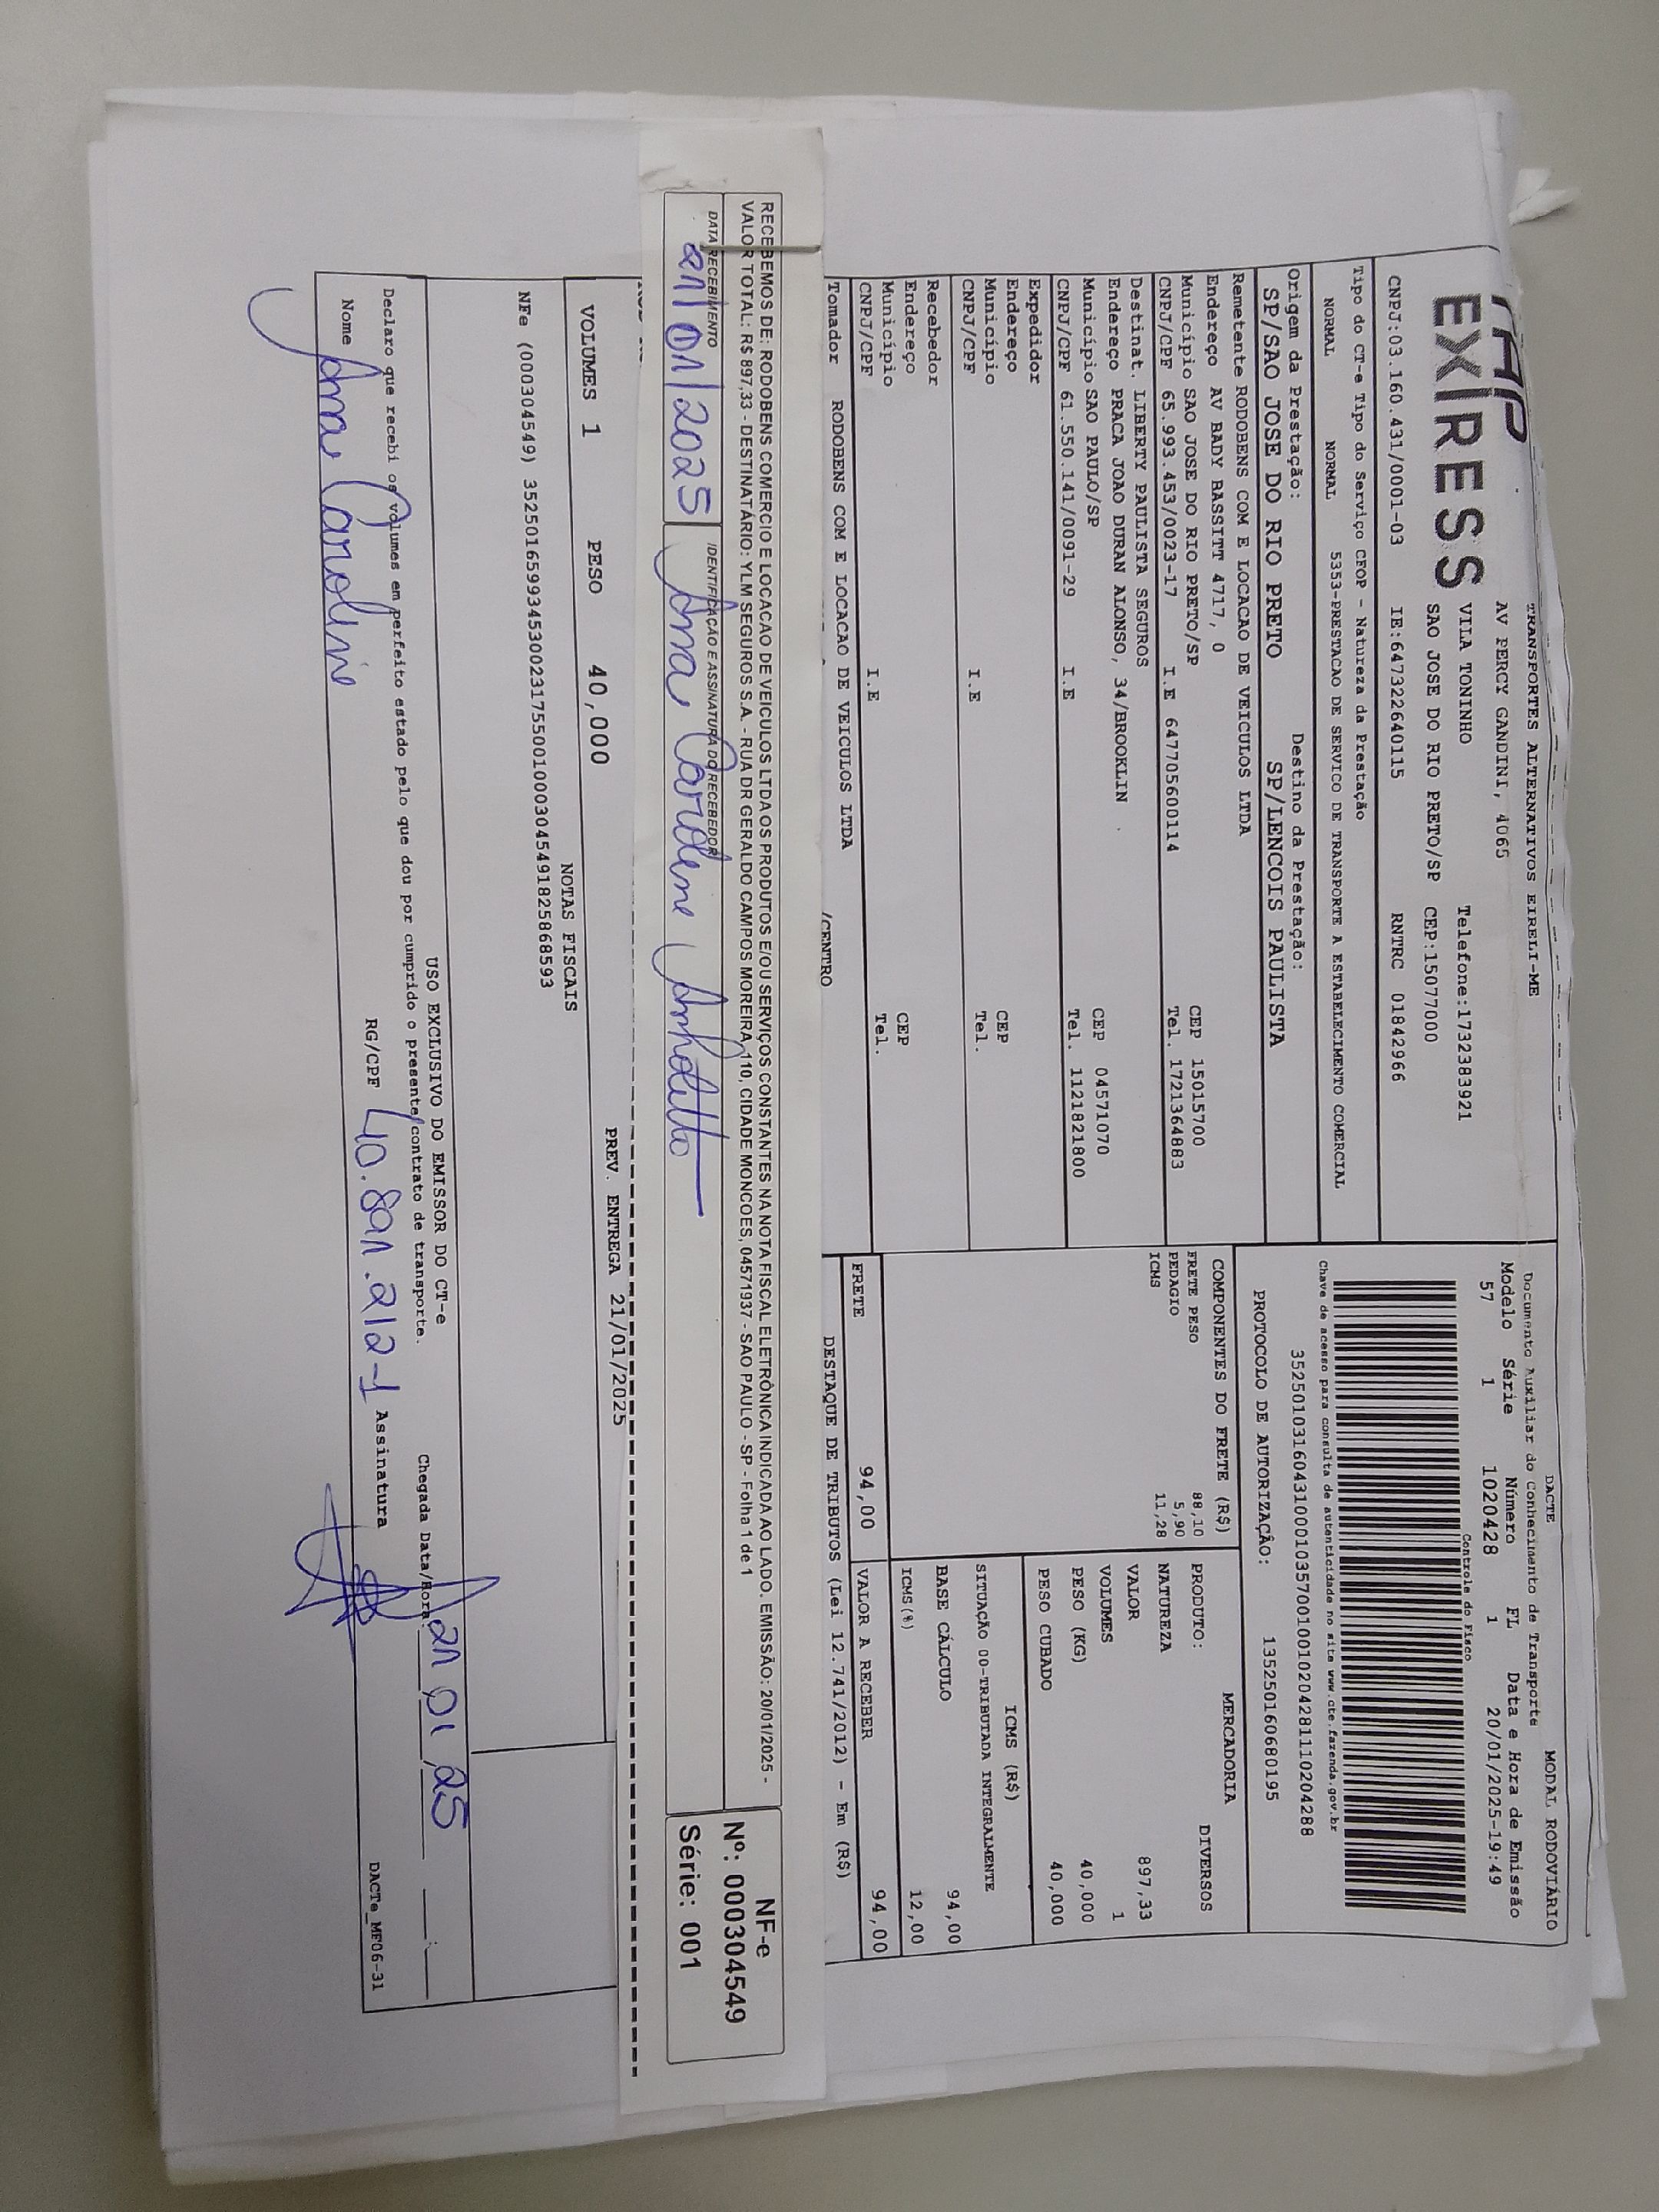 TAP
EXPRESS
TRANSPORTES ALTERNATIVOS EIRELI-ME
AV PERCY GANDINI, 4065
VILA TONINHO Telefone:1732383921
SAO JOSE DO RIO PRETO/SP CEP:15077000
CNPJ:03.160.431/0001-03 IE:647322640115 RNTRC 01842966
DACTE MODAL RODOVIÁRIO
Documento Auxiliar do Conhecimento de Transporte
Modelo Série Número FL Data e Hora de Emissão
57 1 1020428 1 20/01/2025-19:49
Controle do Fisco
Chave de acesso para consulta de autenticidade no site www.cte.fazenda.gov.br
35250103160431000103570010010204281110204288
PROTOCOLO DE AUTORIZAÇÃO: 135250160680195
Tipo do CT-e Tipo do Serviço CFOP - Natureza da Prestação
NORMAL NORMAL 5353-PRESTACAO DE SERVICO DE TRANSPORTE A ESTABELECIMENTO COMERCIAL
Origem da Prestação: Destino da Prestação:
SP/SAO JOSE DO RIO PRETO SP/LENCOIS PAULISTA
Remetente RODOBENS COM E LOCACAO DE VEICULOS LTDA
Endereço AV BADY BASSITT 4717, 0
Município SAO JOSE DO RIO PRETO/SP CEP 15015700
CNPJ/CPF 65.993.453/0023-17 I.E 647705600114 Tel. 1721364883
Destinat. LIBERTY PAULISTA SEGUROS
Endereço PRACA JOAO DURAN ALONSO, 34/BROOKLIN
Município SAO PAULO/SP CEP 04571070
CNPJ/CPF 61.550.141/0091-29 I.E Tel. 1121821800
Expedidor
Endereço
Município CEP
CNPJ/CPF I.E Tel.
Recebedor
Endereço
Município CEP
CNPJ/CPF I.E Tel.
Tomador RODOBENS COM E LOCACAO DE VEICULOS LTDA
/CENTRO
COMPONENTES DO FRETE (R$)
FRETE PESO 88,10
PEDAGIO 5,90
ICMS 11,28
MERCADORIA
PRODUTO: DIVERSOS
NATUREZA
VALOR 897,33
VOLUMES 1
PESO (KG) 40,000
PESO CUBADO 40,000
ICMS (R$)
SITUAÇÃO 00-TRIBUTADA INTEGRALMENTE
BASE CÁLCULO 94,00
ICMS(%) 12,00
FRETE 94,00 VALOR A RECEBER 94,00
DESTAQUE DE TRIBUTOS (Lei 12.741/2012) - Em (R$)
RECEBEMOS DE: RODOBENS COMERCIO E LOCACAO DE VEICULOS LTDA OS PRODUTOS E/OU SERVIÇOS CONSTANTES NA NOTA FISCAL ELETRÔNICA INDICADA AO LADO. EMISSÃO: 20/01/2025 -
VALOR TOTAL: R$ 897,33 - DESTINATÁRIO: YLM SEGUROS S.A. - RUA DR GERALDO CAMPOS MOREIRA, 110, CIDADE MONCOES, 04571937 - SAO PAULO - SP - Folha 1 de 1
DATA RECEBIMENTO IDENTIFICAÇÃO E ASSINATURA DO RECEBEDOR
21/01/2025 Ana Caroline
NF-e
Nº: 000304549
Série: 001
PREV. ENTREGA 21/01/2025
VOLUMES 1 PESO 40,000
NOTAS FISCAIS
NFe (000304549) 35250165993453002317550010003045491825868593
USO EXCLUSIVO DO EMISSOR DO CT-e
Declaro que recebi os volumes em perfeito estado pelo que dou por cumprido o presente contrato de transporte.
Chegada Data/Hora: 21 01 25
Nome Ana Caroline RG/CPF 40.891.212-1 Assinatura
DACTe_MF06-31